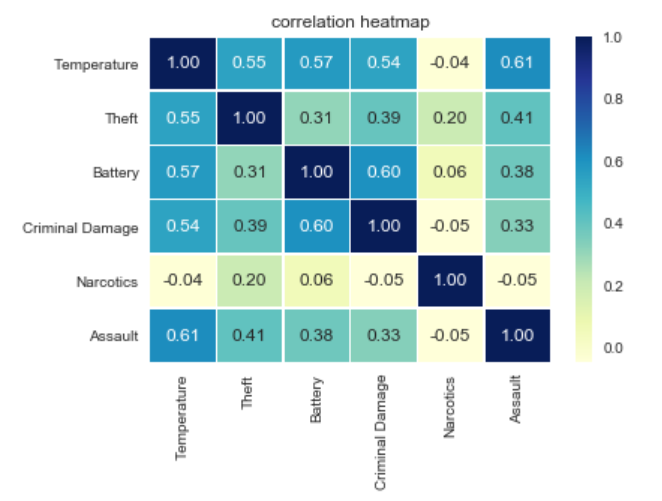 correlation heatmap
Temperature 1.00 0.55 0.57 0.54 -0.04 0.61
Theft 0.55 1.00 0.31 0.39 0.20 0.41
Battery 0.57 0.31 1.00 0.60 0.06 0.38
Criminal Damage 0.54 0.39 0.60 1.00 -0.05 0.33
Narcotics -0.04 0.20 0.06 -0.05 1.00 -0.05
Assault 0.61 0.41 0.38 0.33 -0.05 1.00
Temperature
Theft
Battery
Criminal Damage
Narcotics
Assault
1.0
0.8
0.6
0.4
0.2
0.0